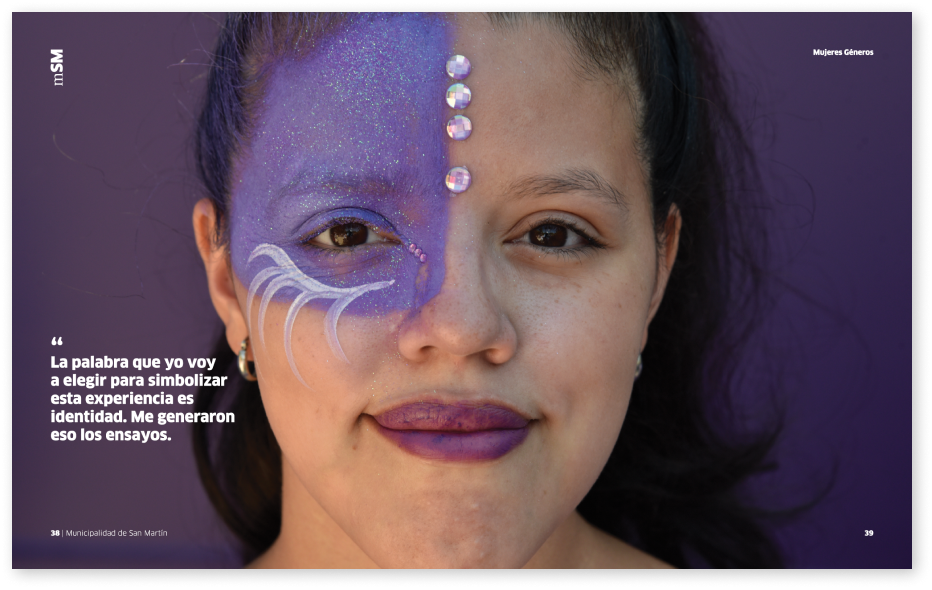 mSM
Mujeres Géneros
“
La palabra que yo voy
a elegir para simbolizar
esta experiencia es
identidad. Me generaron
eso los ensayos.
38 | Municipalidad de San Martín
39